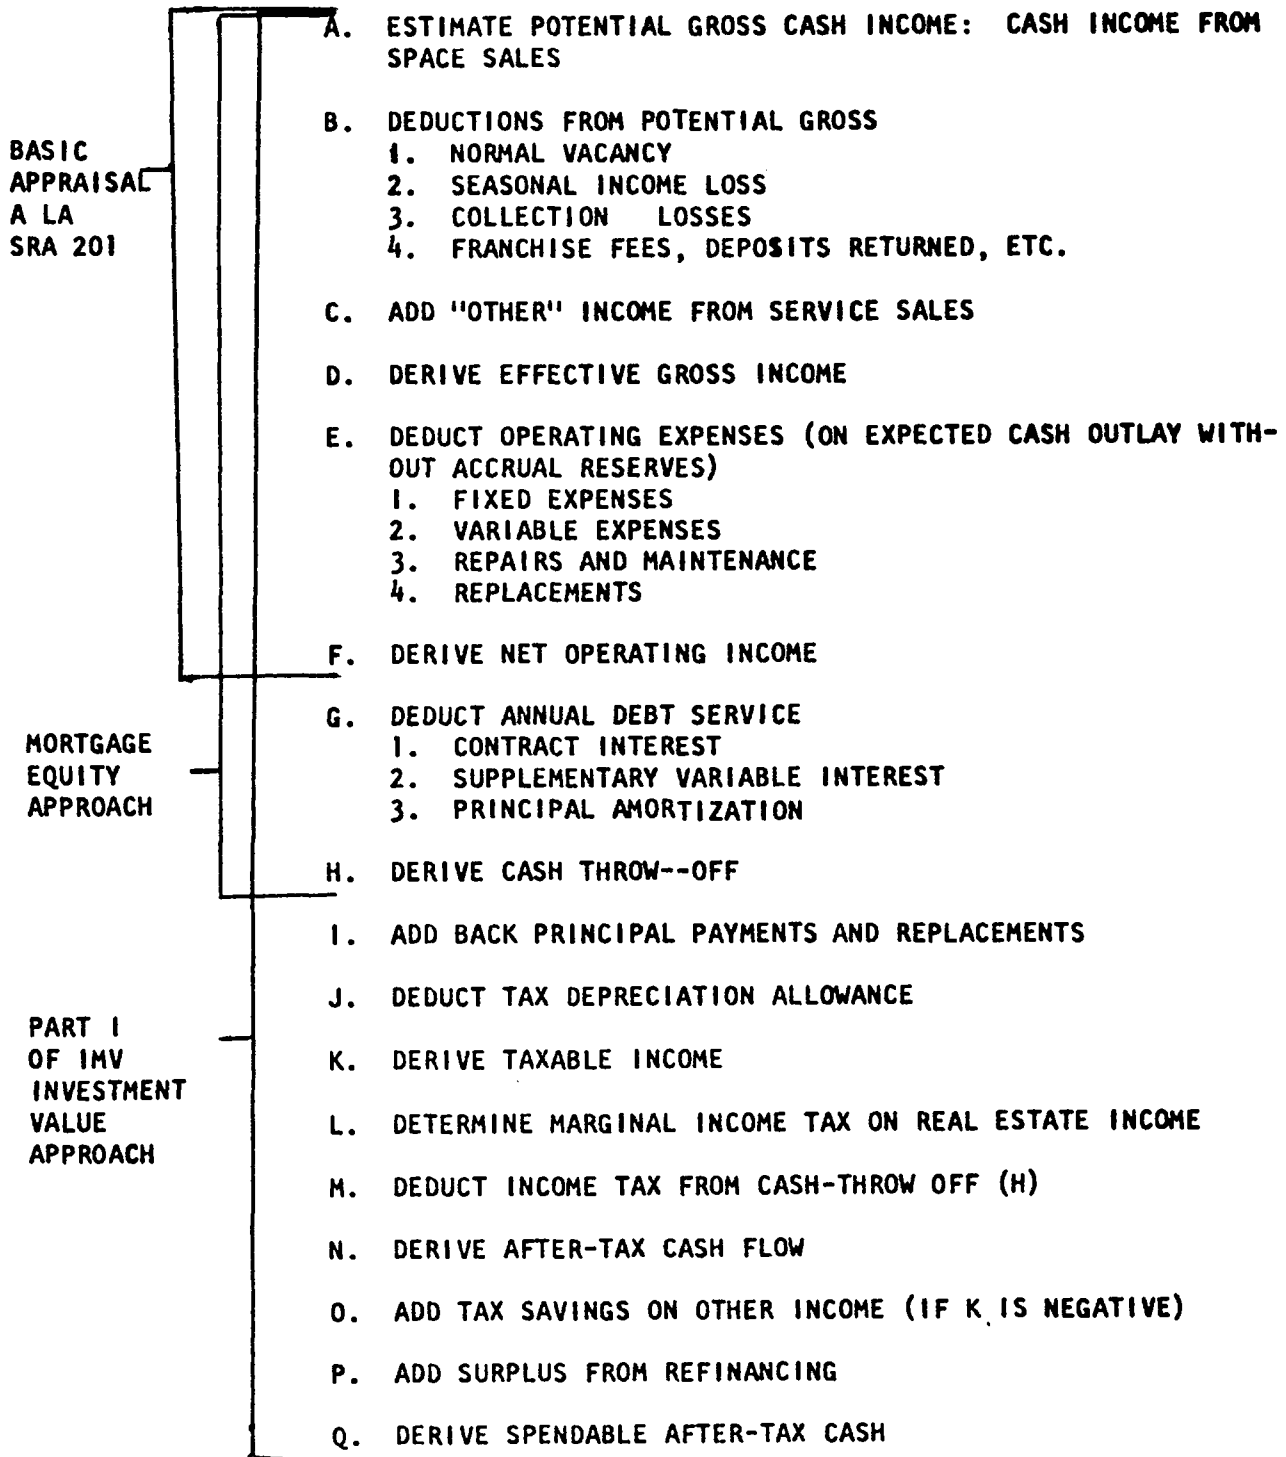 A. ESTIMATE POTENTIAL GROSS CASH INCOME: CASH INCOME FROM
SPACE SALES
B. DEDUCTIONS FROM POTENTIAL GROSS
1. NORMAL VACANCY
2. SEASONAL INCOME LOSS
3. COLLECTION LOSSES
4. FRANCHISE FEES, DEPOSITS RETURNED, ETC.
BASIC
APPRAISAL
A LA
SRA 201
C. ADD "OTHER" INCOME FROM SERVICE SALES
D. DERIVE EFFECTIVE GROSS INCOME
E. DEDUCT OPERATING EXPENSES (ON EXPECTED CASH OUTLAY WITH-
OUT ACCRUAL RESERVES)
1. FIXED EXPENSES
2. VARIABLE EXPENSES
3. REPAIRS AND MAINTENANCE
4. REPLACEMENTS
F. DERIVE NET OPERATING INCOME
G. DEDUCT ANNUAL DEBT SERVICE
1. CONTRACT INTEREST
2. SUPPLEMENTARY VARIABLE INTEREST
3. PRINCIPAL AMORTIZATION
MORTGAGE
EQUITY
APPROACH
H. DERIVE CASH THROW--OFF
I. ADD BACK PRINCIPAL PAYMENTS AND REPLACEMENTS
J. DEDUCT TAX DEPRECIATION ALLOWANCE
PART I
OF IMV
INVESTMENT
VALUE
APPROACH
K. DERIVE TAXABLE INCOME
L. DETERMINE MARGINAL INCOME TAX ON REAL ESTATE INCOME
M. DEDUCT INCOME TAX FROM CASH-THROW OFF (H)
N. DERIVE AFTER-TAX CASH FLOW
O. ADD TAX SAVINGS ON OTHER INCOME (IF K IS NEGATIVE)
P. ADD SURPLUS FROM REFINANCING
Q. DERIVE SPENDABLE AFTER-TAX CASH